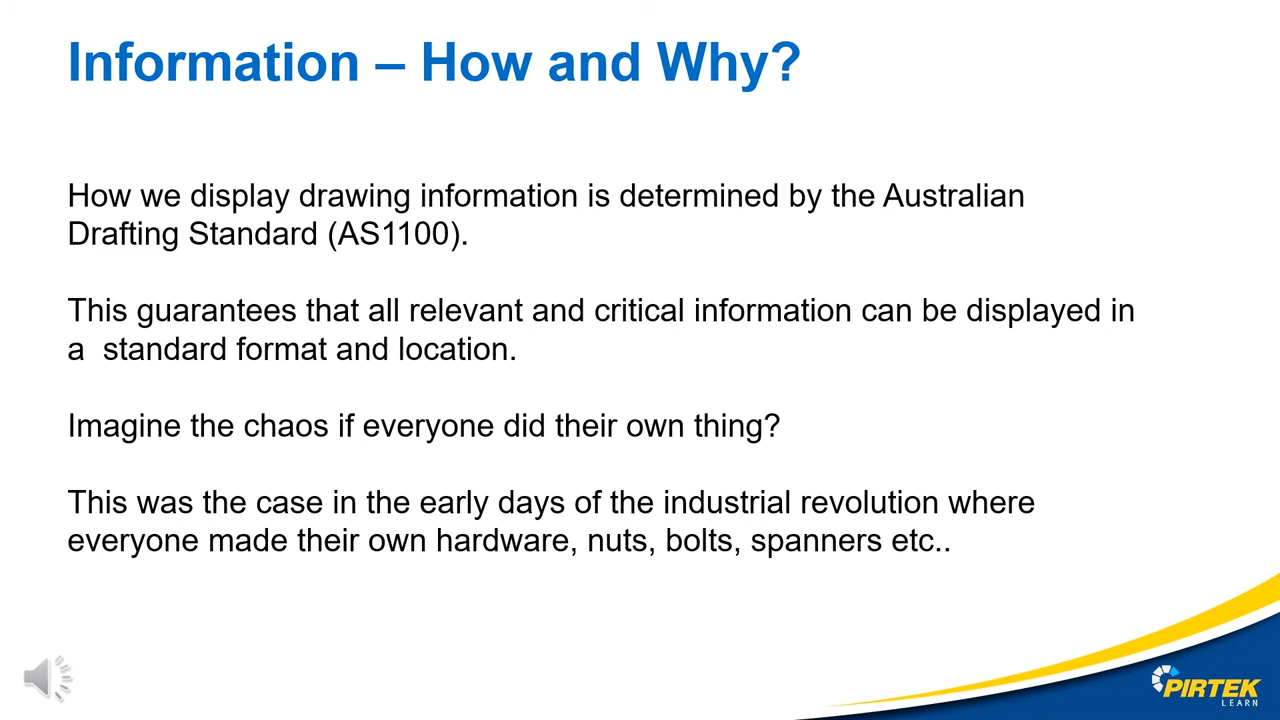 Information – How and Why?
How we display drawing information is determined by the Australian
Drafting Standard (AS1100).
This guarantees that all relevant and critical information can be displayed in
a  standard format and location.
Imagine the chaos if everyone did their own thing?
This was the case in the early days of the industrial revolution where
everyone made their own hardware, nuts, bolts, spanners etc..
PIRTEK
LEARN